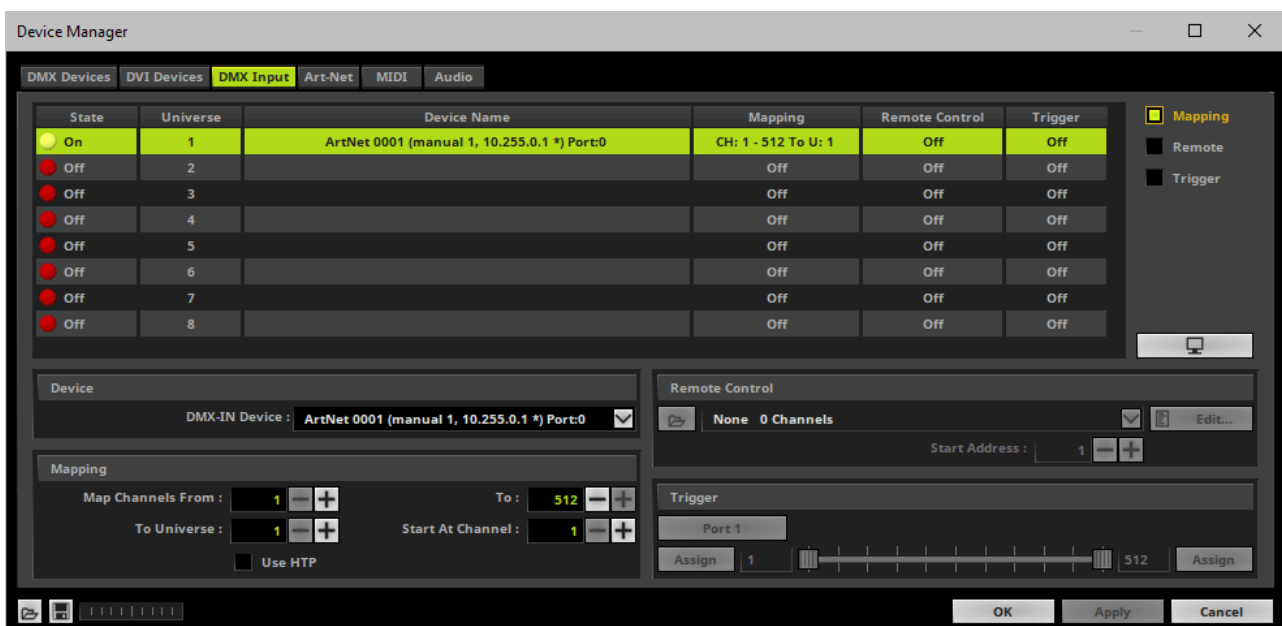 Device Manager
DMX Devices DVI Devices DMX Input Art-Net MIDI Audio
State Universe Device Name Mapping Remote Control Trigger
On 1 ArtNet 0001 (manual 1, 10.255.0.1 *) Port:0 CH: 1 - 512 To U: 1 Off Off
Off 2 Off Off Off
Off 3 Off Off Off
Off 4 Off Off Off
Off 5 Off Off Off
Off 6 Off Off Off
Off 7 Off Off Off
Off 8 Off Off Off
Mapping
Remote
Trigger
Device
DMX-IN Device : ArtNet 0001 (manual 1, 10.255.0.1 *) Port:0
Mapping
Map Channels From : 1 To : 512
To Universe : 1 Start At Channel : 1
Use HTP
Remote Control
None 0 Channels Edit...
Start Address : 1
Trigger
Port 1
Assign 1 512 Assign
OK Apply Cancel